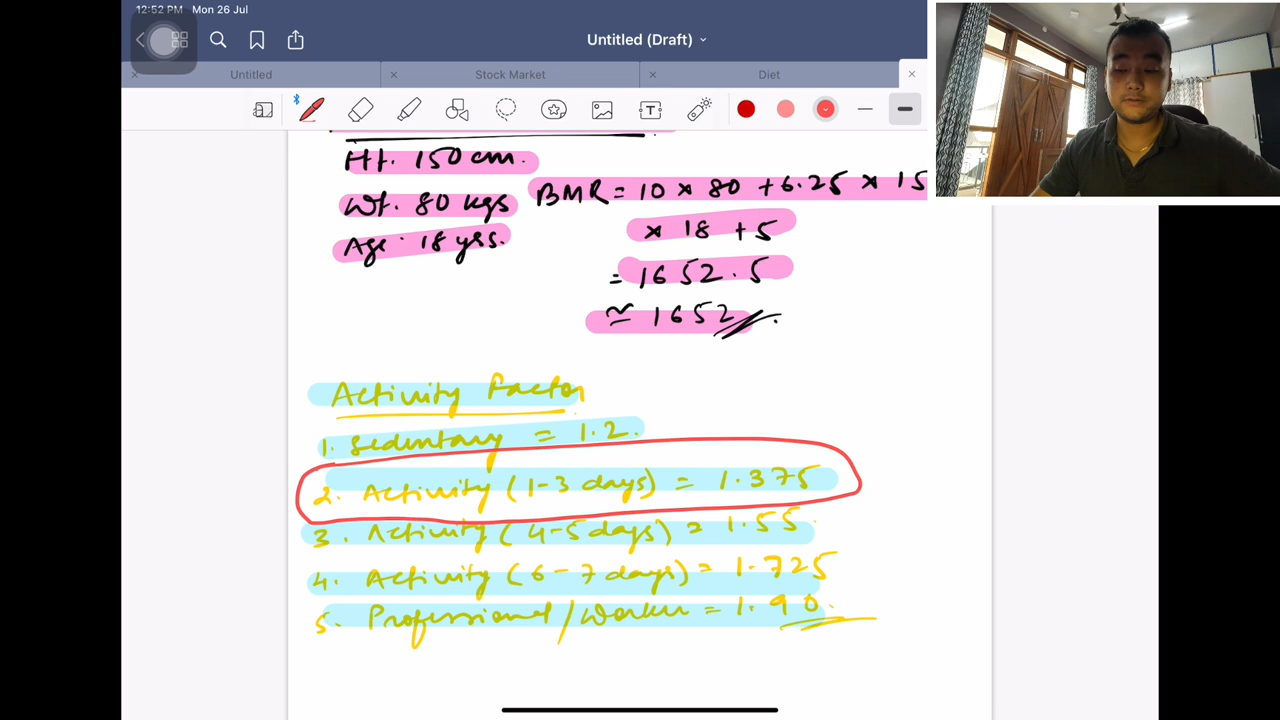 12:52 PM Mon 26 Jul
Untitled (Draft)
Untitled
Stock Market
Diet
T
Ht. 150 cm.
Wt. 80 kgs
Age. 18 yrs.
BMR = 10 × 80 + 6.25 × 15
× 18 + 5
= 1652.5
≅ 1652
Activity Factor
1. Sedentary = 1.2.
2. Activity (1-3 days) = 1.375
3. Activity (4-5 days) = 1.55
4. Activity (6-7 days) = 1.725
5. Professional/Worker = 1.90.